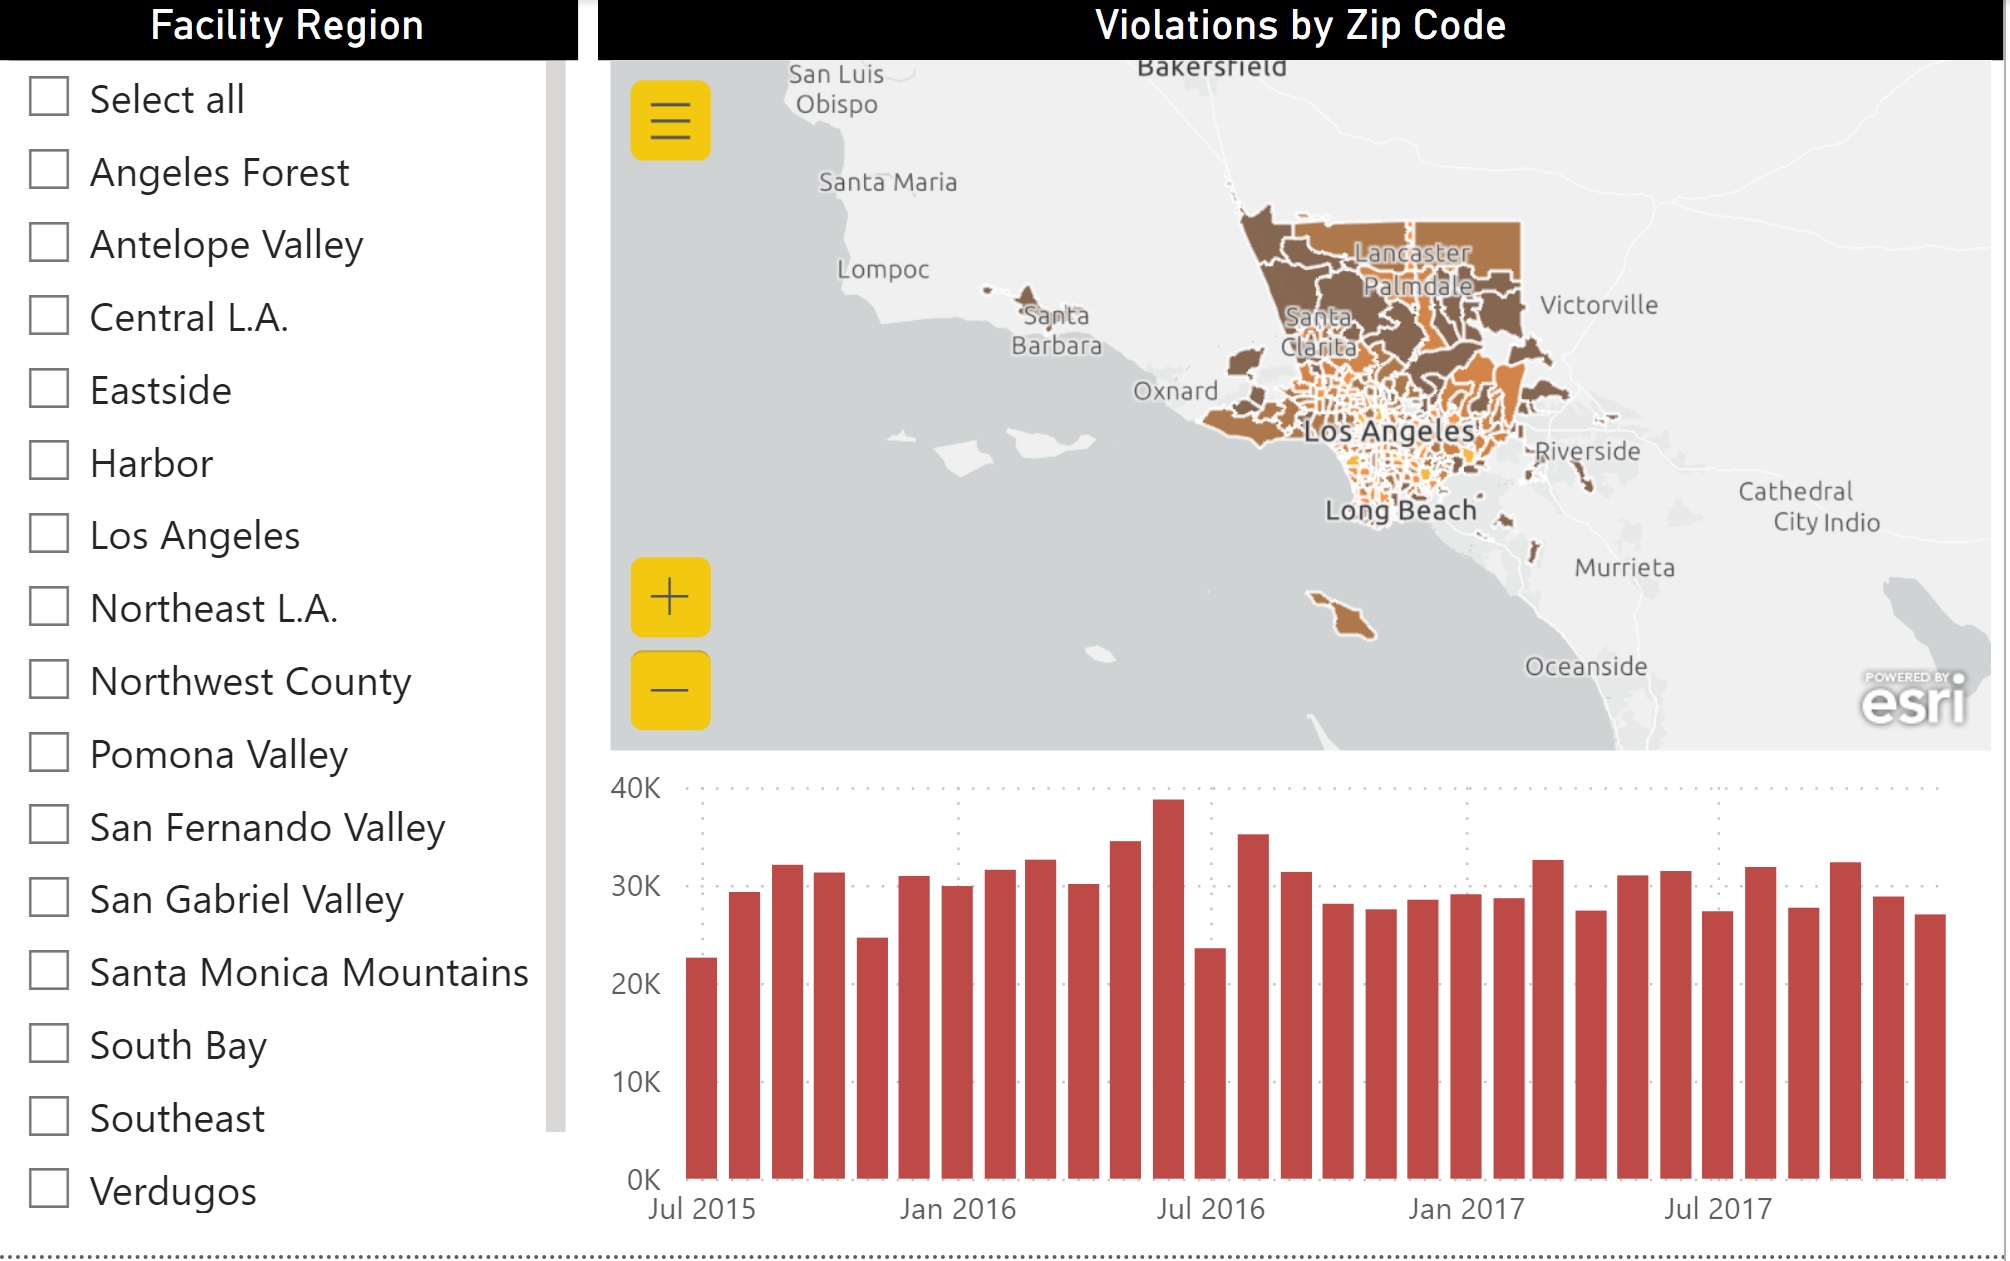 Facility Region
Select all
Angeles Forest
Antelope Valley
Central L.A.
Eastside
Harbor
Los Angeles
Northeast L.A.
Northwest County
Pomona Valley
San Fernando Valley
San Gabriel Valley
Santa Monica Mountains
South Bay
Southeast
Verdugos
Violations by Zip Code
Bakersfield
San Luis
Obispo
Santa Maria
Lompoc
Santa
Barbara
Oxnard
Lancaster
Palmdale
Santa
Clarita
Victorville
Los Angeles
Riverside
Long Beach
Cathedral
City Indio
Murrieta
Oceanside
POWERED BY
esri
40K
30K
20K
10K
0K
Jul 2015
Jan 2016
Jul 2016
Jan 2017
Jul 2017